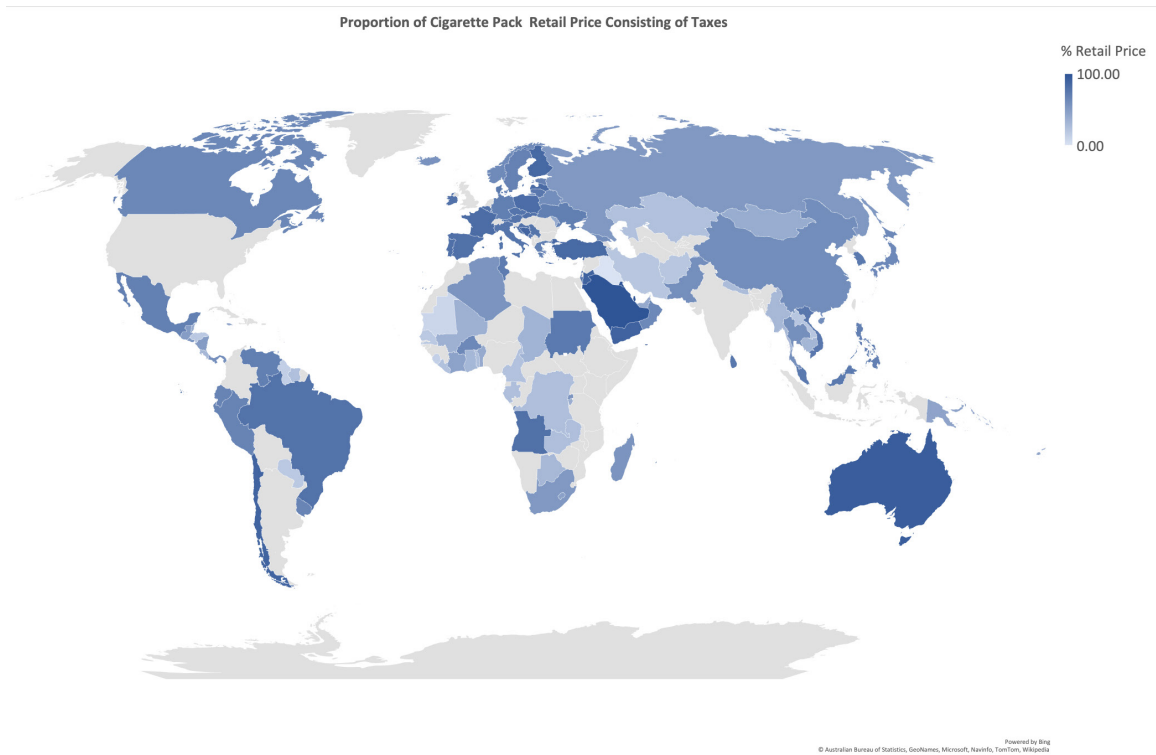 Proportion of Cigarette Pack  Retail Price Consisting of Taxes
% Retail Price
100.00
0.00
Powered by Bing
© Australian Bureau of Statistics, GeoNames, Microsoft, Navinfo, TomTom, Wikipedia